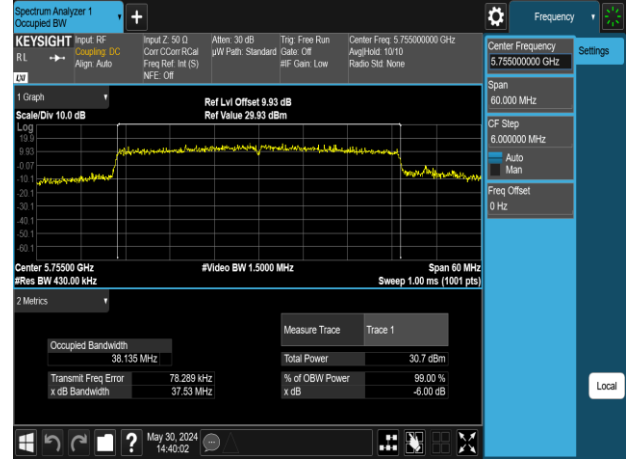 Spectrum Analyzer 1
Occupied BW
+
Frequency
KEYSIGHT
RL
LXI
Input: RF
Coupling: DC
Align: Auto
Input Z: 50 Ω
Corr CCorr RCal
Freq Ref: Int (S)
NFE: Off
Atten: 30 dB
µW Path: Standard
Trig: Free Run
Gate: Off
#IF Gain: Low
Center Freq: 5.755000000 GHz
Avg|Hold: 10/10
Radio Std: None
Center Frequency
5.755000000 GHz
Settings
Span
60.000 MHz
CF Step
6.000000 MHz
Auto
Man
Freq Offset
0 Hz
Local
1 Graph
Scale/Div 10.0 dB
Ref Lvl Offset 9.93 dB
Ref Value 29.93 dBm
Log
19.9
9.93
-0.07
-10.1
-20.1
-30.1
-40.1
-50.1
-60.1
Center 5.75500 GHz
#Video BW 1.5000 MHz
Span 60 MHz
#Res BW 430.00 kHz
Sweep 1.00 ms (1001 pts)
2 Metrics
Measure Trace
Trace 1
Occupied Bandwidth
38.135 MHz
Total Power
30.7 dBm
Transmit Freq Error
78.289 kHz
% of OBW Power
99.00 %
x dB Bandwidth
37.53 MHz
x dB
-6.00 dB
?
May 30, 2024
14:40:02